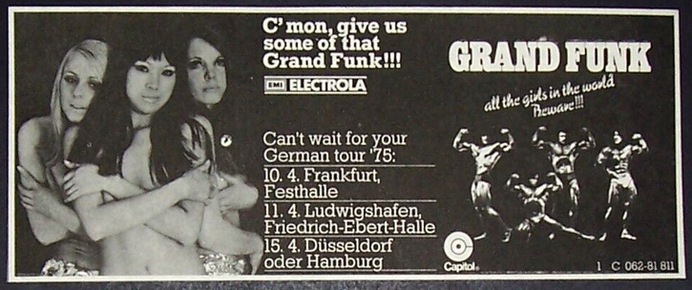 C'mon, give us
some of that
Grand Funk!!!
EMI ELECTROLA
Can't wait for your
German tour '75:
10. 4. Frankfurt,
Festhalle
11. 4. Ludwigshafen,
Friedrich-Ebert-Halle
15. 4. Düsseldorf
oder Hamburg
GRAND FUNK
all the girls in the world
Beware!!!
Capitol
1 C 062-81 811